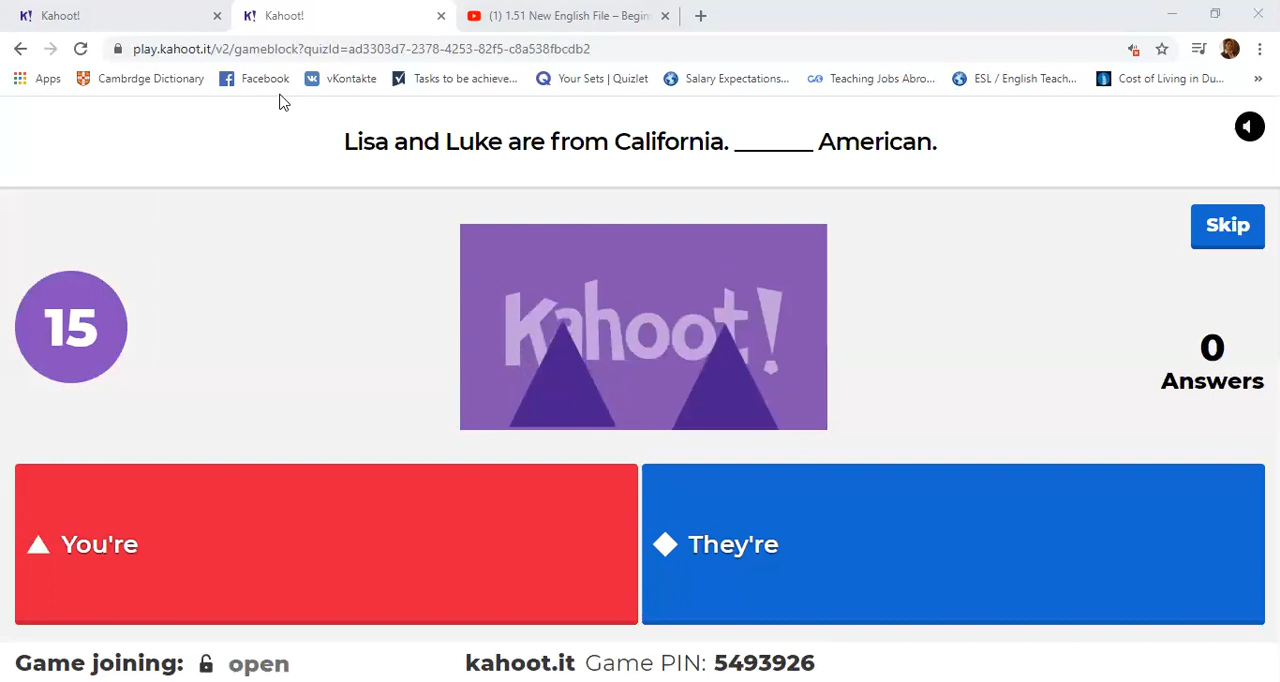 Kahoot!
Kahoot!
(1) 1.51 New English File – Begin
play.kahoot.it/v2/gameblock?quizId=ad3303d7-2378-4253-82f5-c8a538fbcdb2
Apps Cambrdge Dictionary Facebook vKontakte Tasks to be achieve... Your Sets | Quizlet Salary Expectations... Teaching Jobs Abro... ESL / English Teach... Cost of Living in Du... »
Lisa and Luke are from California. _______ American.
Skip
15
Kahoot!
0
Answers
You're
They're
Game joining: open kahoot.it Game PIN: 5493926